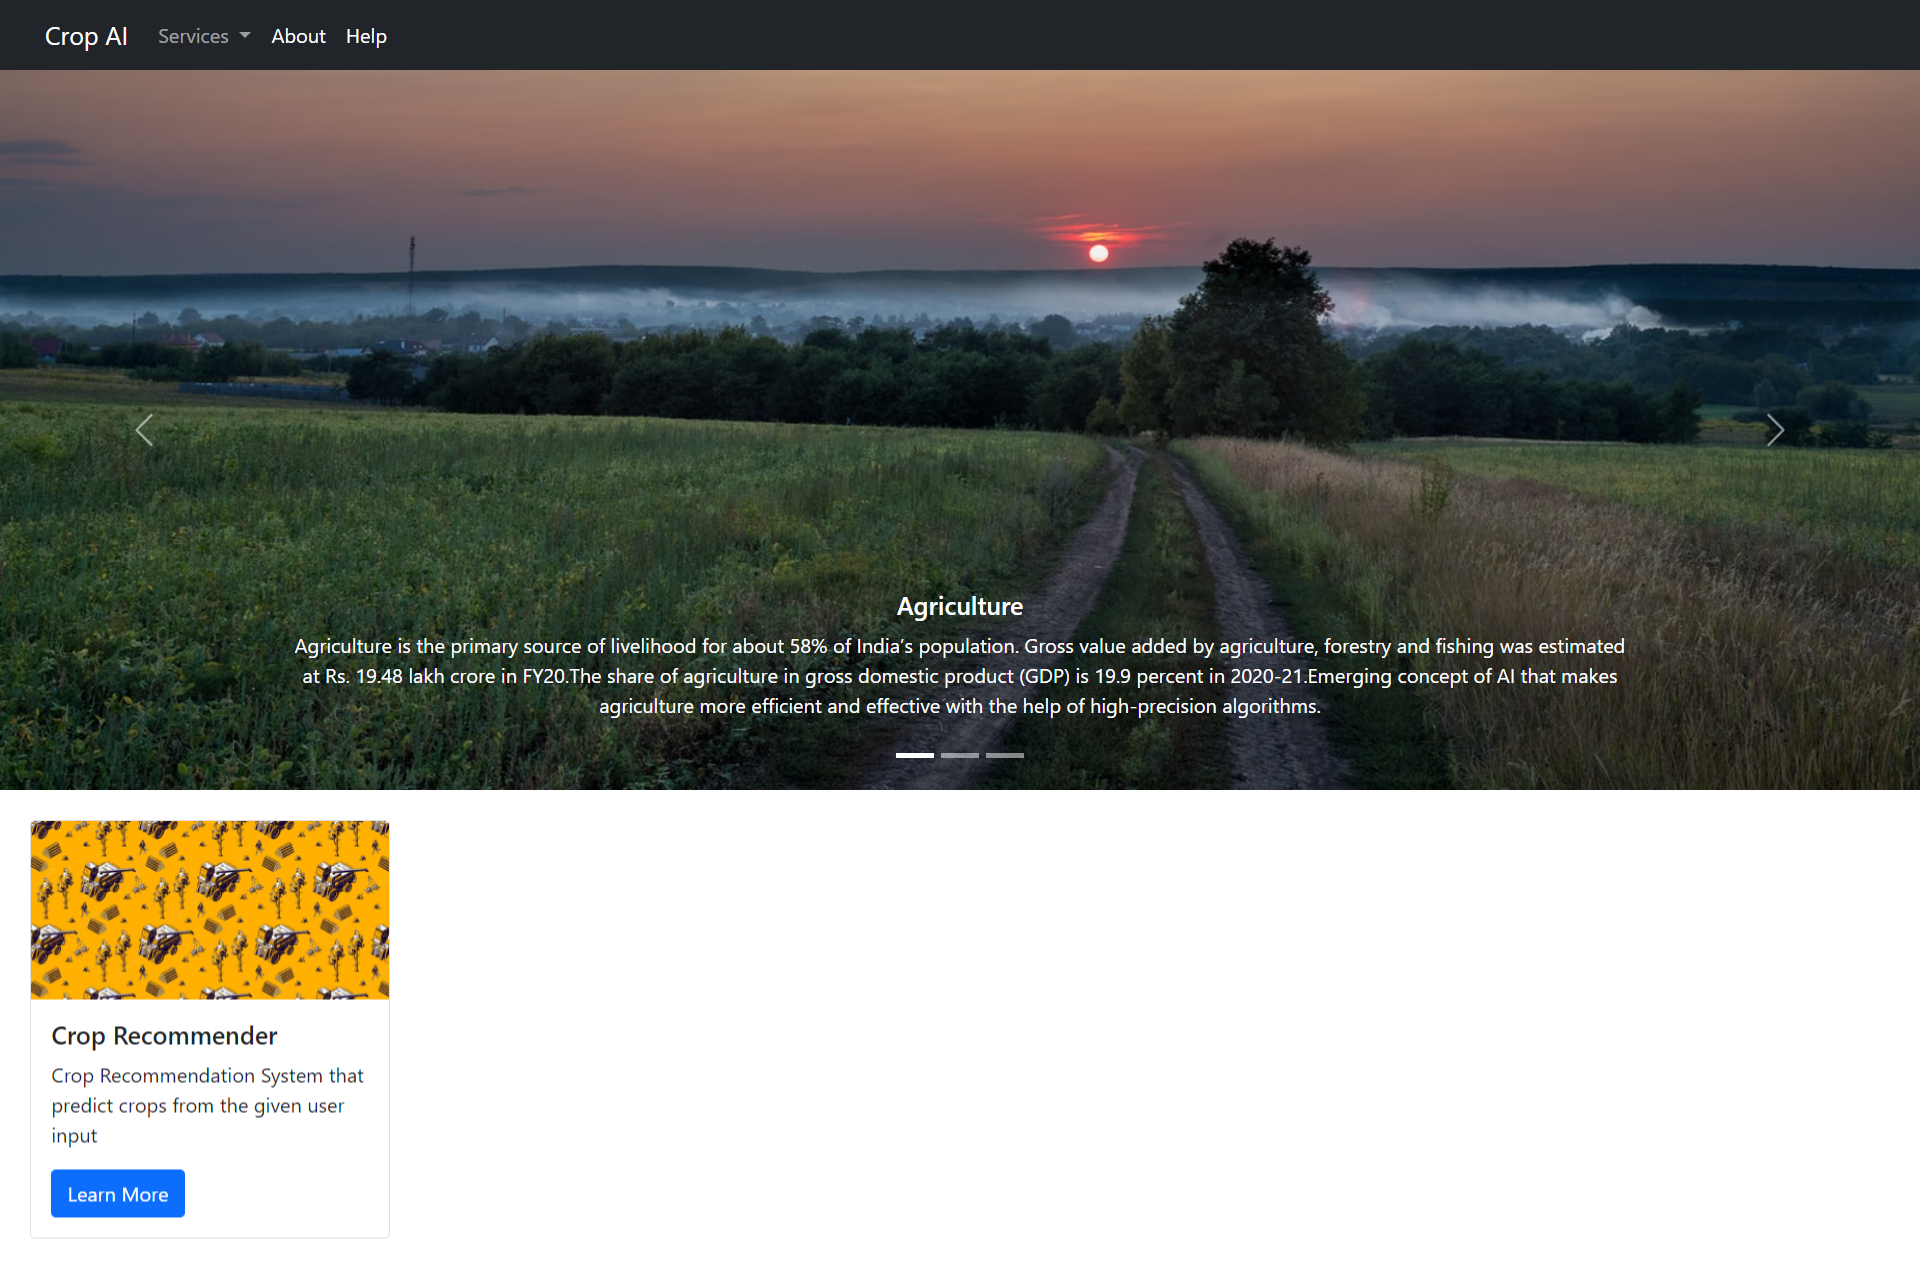 Crop AI Services About Help
Agriculture
Agriculture is the primary source of livelihood for about 58% of India’s population. Gross value added by agriculture, forestry and fishing was estimated
at Rs. 19.48 lakh crore in FY20.The share of agriculture in gross domestic product (GDP) is 19.9 percent in 2020-21.Emerging concept of AI that makes
agriculture more efficient and effective with the help of high-precision algorithms.
Crop Recommender
Crop Recommendation System that
predict crops from the given user
input
Learn More